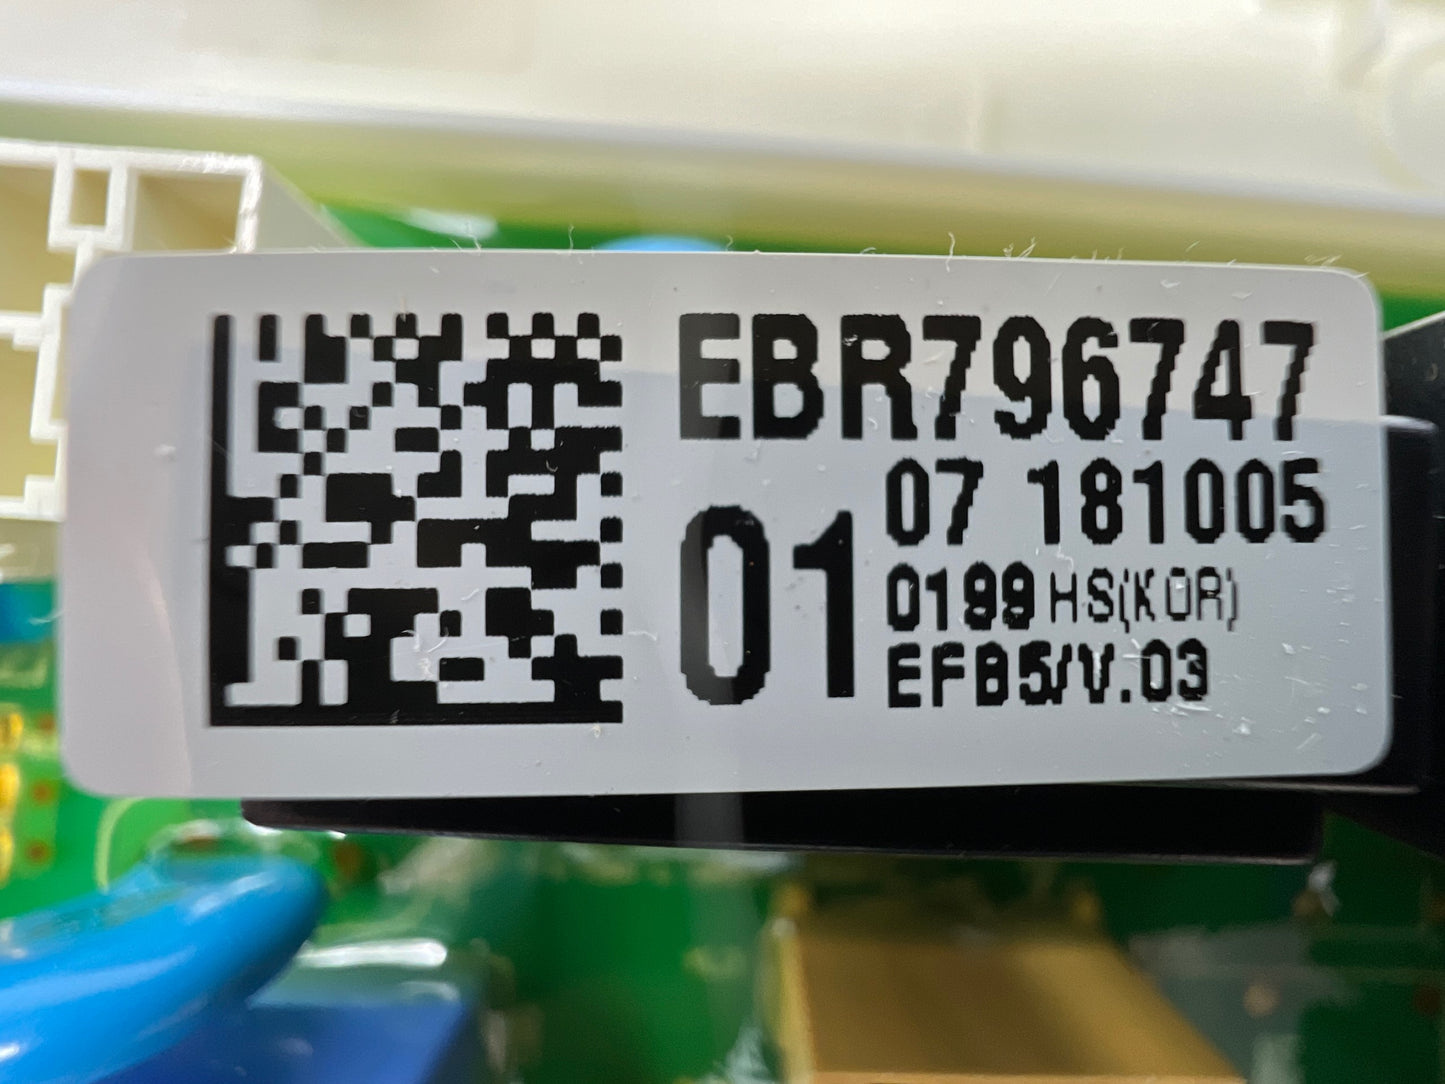 EBR796747
01
07 181005
0199 HS(KOR)
EFB5/V.03